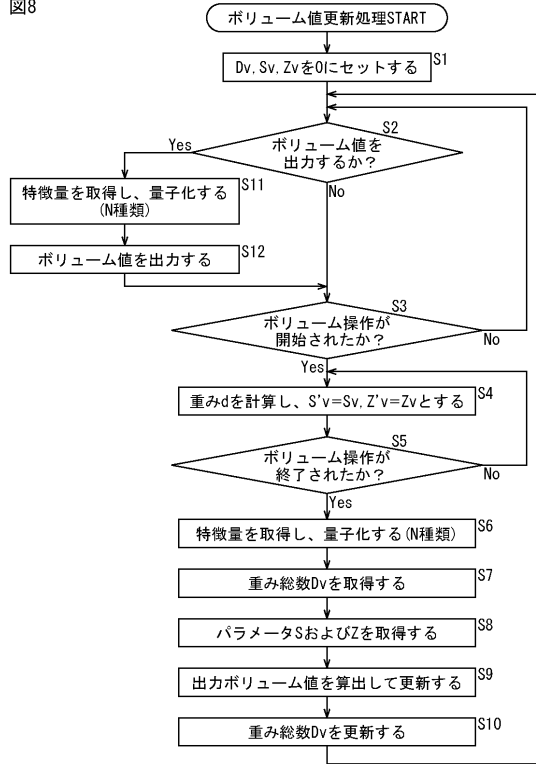 図8
ボリューム値更新処理START
Dv, Sv, Zvを0にセットする
S1
S2
ボリューム値を
出力するか？
Yes
No
特徴量を取得し、量子化する
(N種類)
S11
ボリューム値を出力する
S12
S3
ボリューム操作が
開始されたか？
No
Yes
重みdを計算し、S'v=Sv, Z'v=Zvとする
S4
S5
ボリューム操作が
終了されたか？
No
Yes
特徴量を取得し、量子化する(N種類)
S6
重み総数Dvを取得する
S7
パラメータSおよびZを取得する
S8
出力ボリューム値を算出して更新する
S9
重み総数Dvを更新する
S10